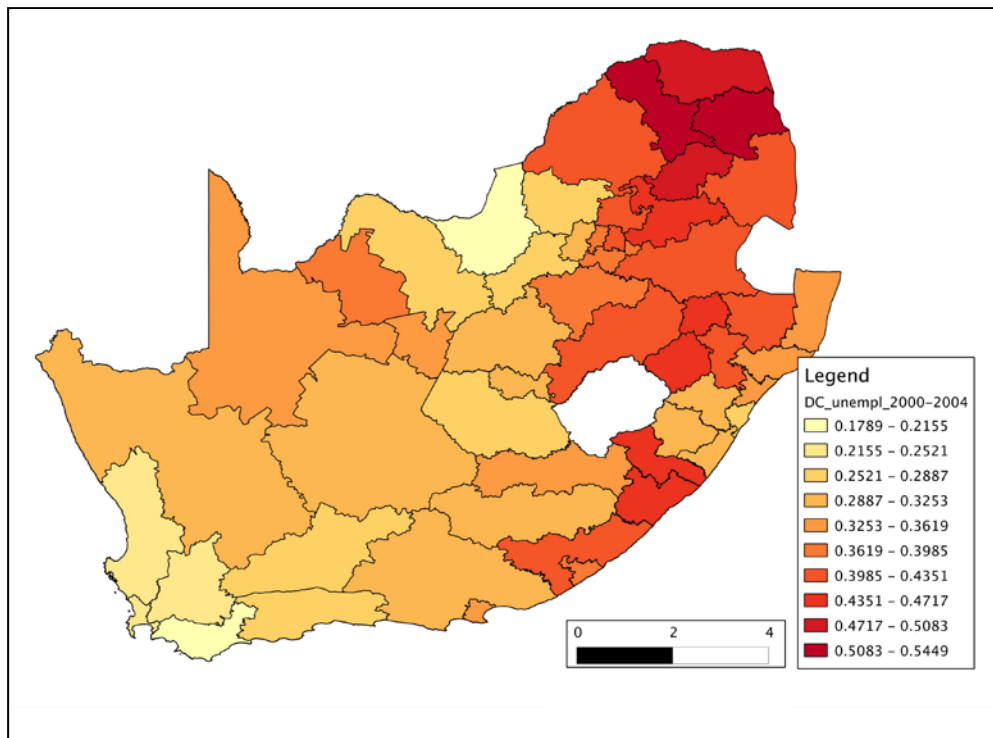 Legend
DC_unempl_2000-2004
0.1789 - 0.2155
0.2155 - 0.2521
0.2521 - 0.2887
0.2887 - 0.3253
0.3253 - 0.3619
0.3619 - 0.3985
0.3985 - 0.4351
0.4351 - 0.4717
0.4717 - 0.5083
0.5083 - 0.5449
0 2 4